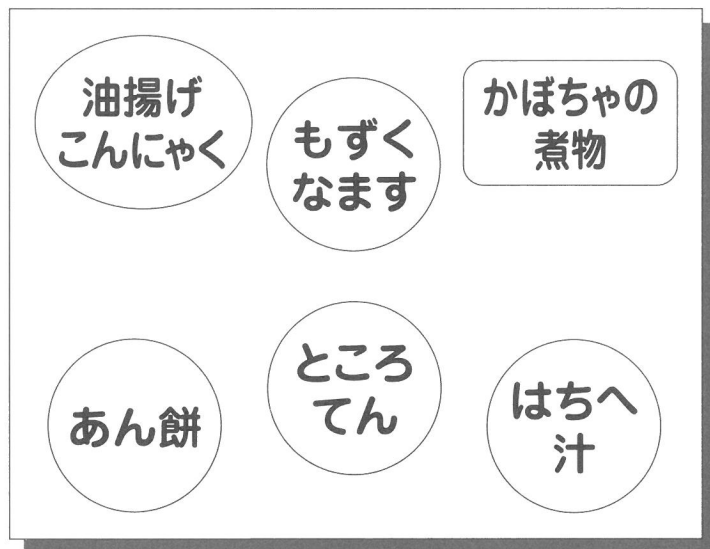 油揚げ
こんにゃく
もずく
なます
かぼちゃの
煮物
あん餅
ところ
てん
はちへ
汁